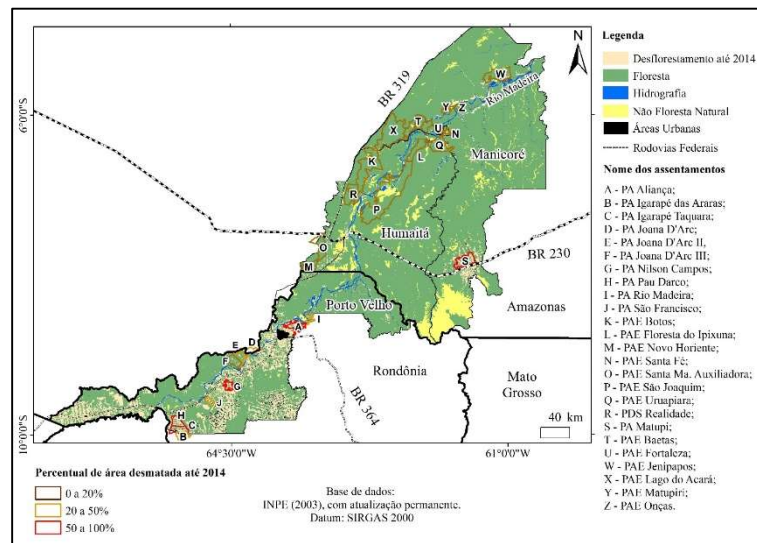 N
W
BR 319
Y
Z
Rio Madeira
6°0'0"S
X
T
U
N
Q
K
L
Manicoré
R
P
Humaitá
O
M
S
BR 230
Porto Velho
Amazonas
I
A
E
D
F
G
Rondônia
Mato
Grosso
J
H
C
B
BR 364
40 km
10°0'0"S
64°30'0"W
61°0'0"W
Percentual de área desmatada até 2014
0 a 20%
20 a 50%
50 a 100%
Base de dados:
INPE (2003), com atualização permanente.
Datum: SIRGAS 2000
Legenda
Desflorestamento até 2014
Floresta
Hidrografia
Não Floresta Natural
Áreas Urbanas
Rodovias Federais
Nome dos assentamentos
A - PA Aliança;
B - PA Igarapé das Araras;
C - PA Igarapé Taquara;
D - PA Joana D'Arc;
E - PA Joana D'Arc II,
F - PA Joana D'Arc III;
G - PA Nilson Campos;
H - PA Pau Darco;
I - PA Rio Madeira;
J - PA São Francisco;
K - PAE Botos;
L - PAE Floresta do Ipixuna;
M - PAE Novo Horiente;
N - PAE Santa Fé;
O - PAE Santa Ma. Auxiliadora;
P - PAE São Joaquim;
Q - PAE Uruapiara;
R - PDS Realidade;
S - PA Matupi;
T - PAE Baetas;
U - PAE Fortaleza;
W - PAE Jenipapos;
X - PAE Lago do Acará;
Y - PAE Matupiri;
Z - PAE Onças.